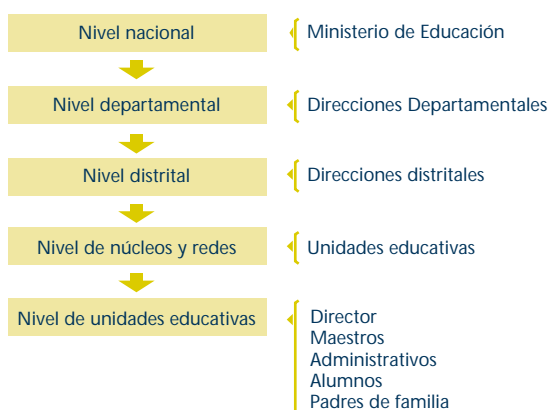 Nivel nacional
Ministerio de Educación
Nivel departamental
Direcciones Departamentales
Nivel distrital
Direcciones distritales
Nivel de núcleos y redes
Unidades educativas
Nivel de unidades educativas
Director
Maestros
Administrativos
Alumnos
Padres de familia